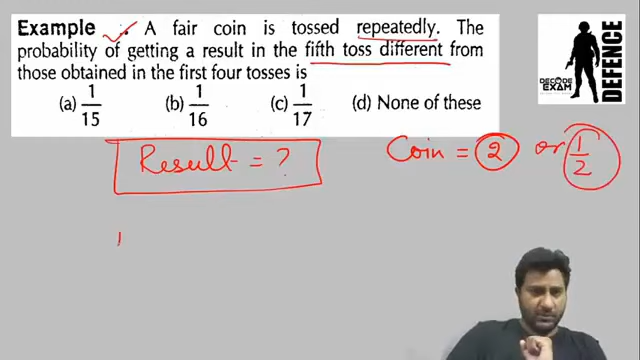 Example . A fair coin is tossed repeatedly. The
probability of getting a result in the fifth toss different from
those obtained in the first four tosses is
(a) 1/15 (b) 1/16 (c) 1/17 (d) None of these
DECODE EXAM
DEFENCE
Result = ?
Coin = 2 or 1/2